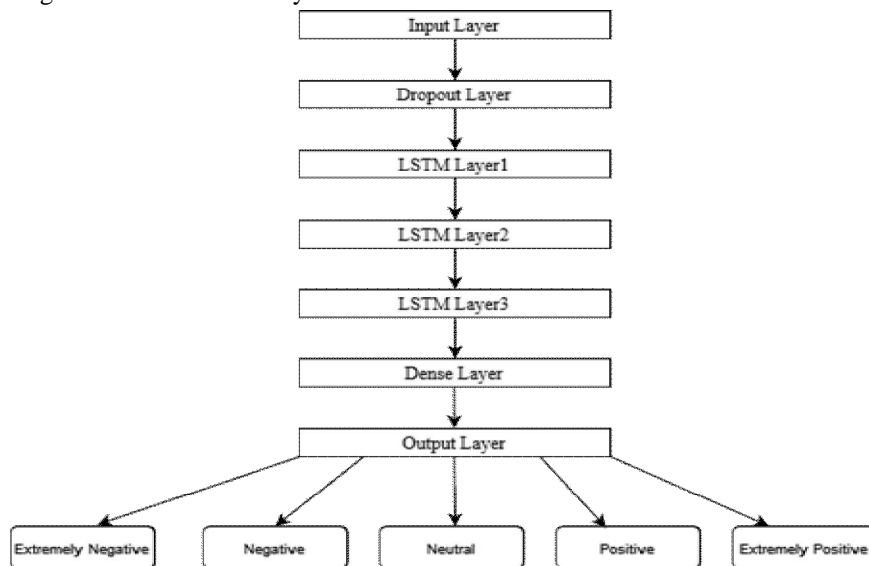 Input Layer
Dropout Layer
LSTM Layer1
LSTM Layer2
LSTM Layer3
Dense Layer
Output Layer
Extremely Negative
Negative
Neutral
Positive
Extremely Positive